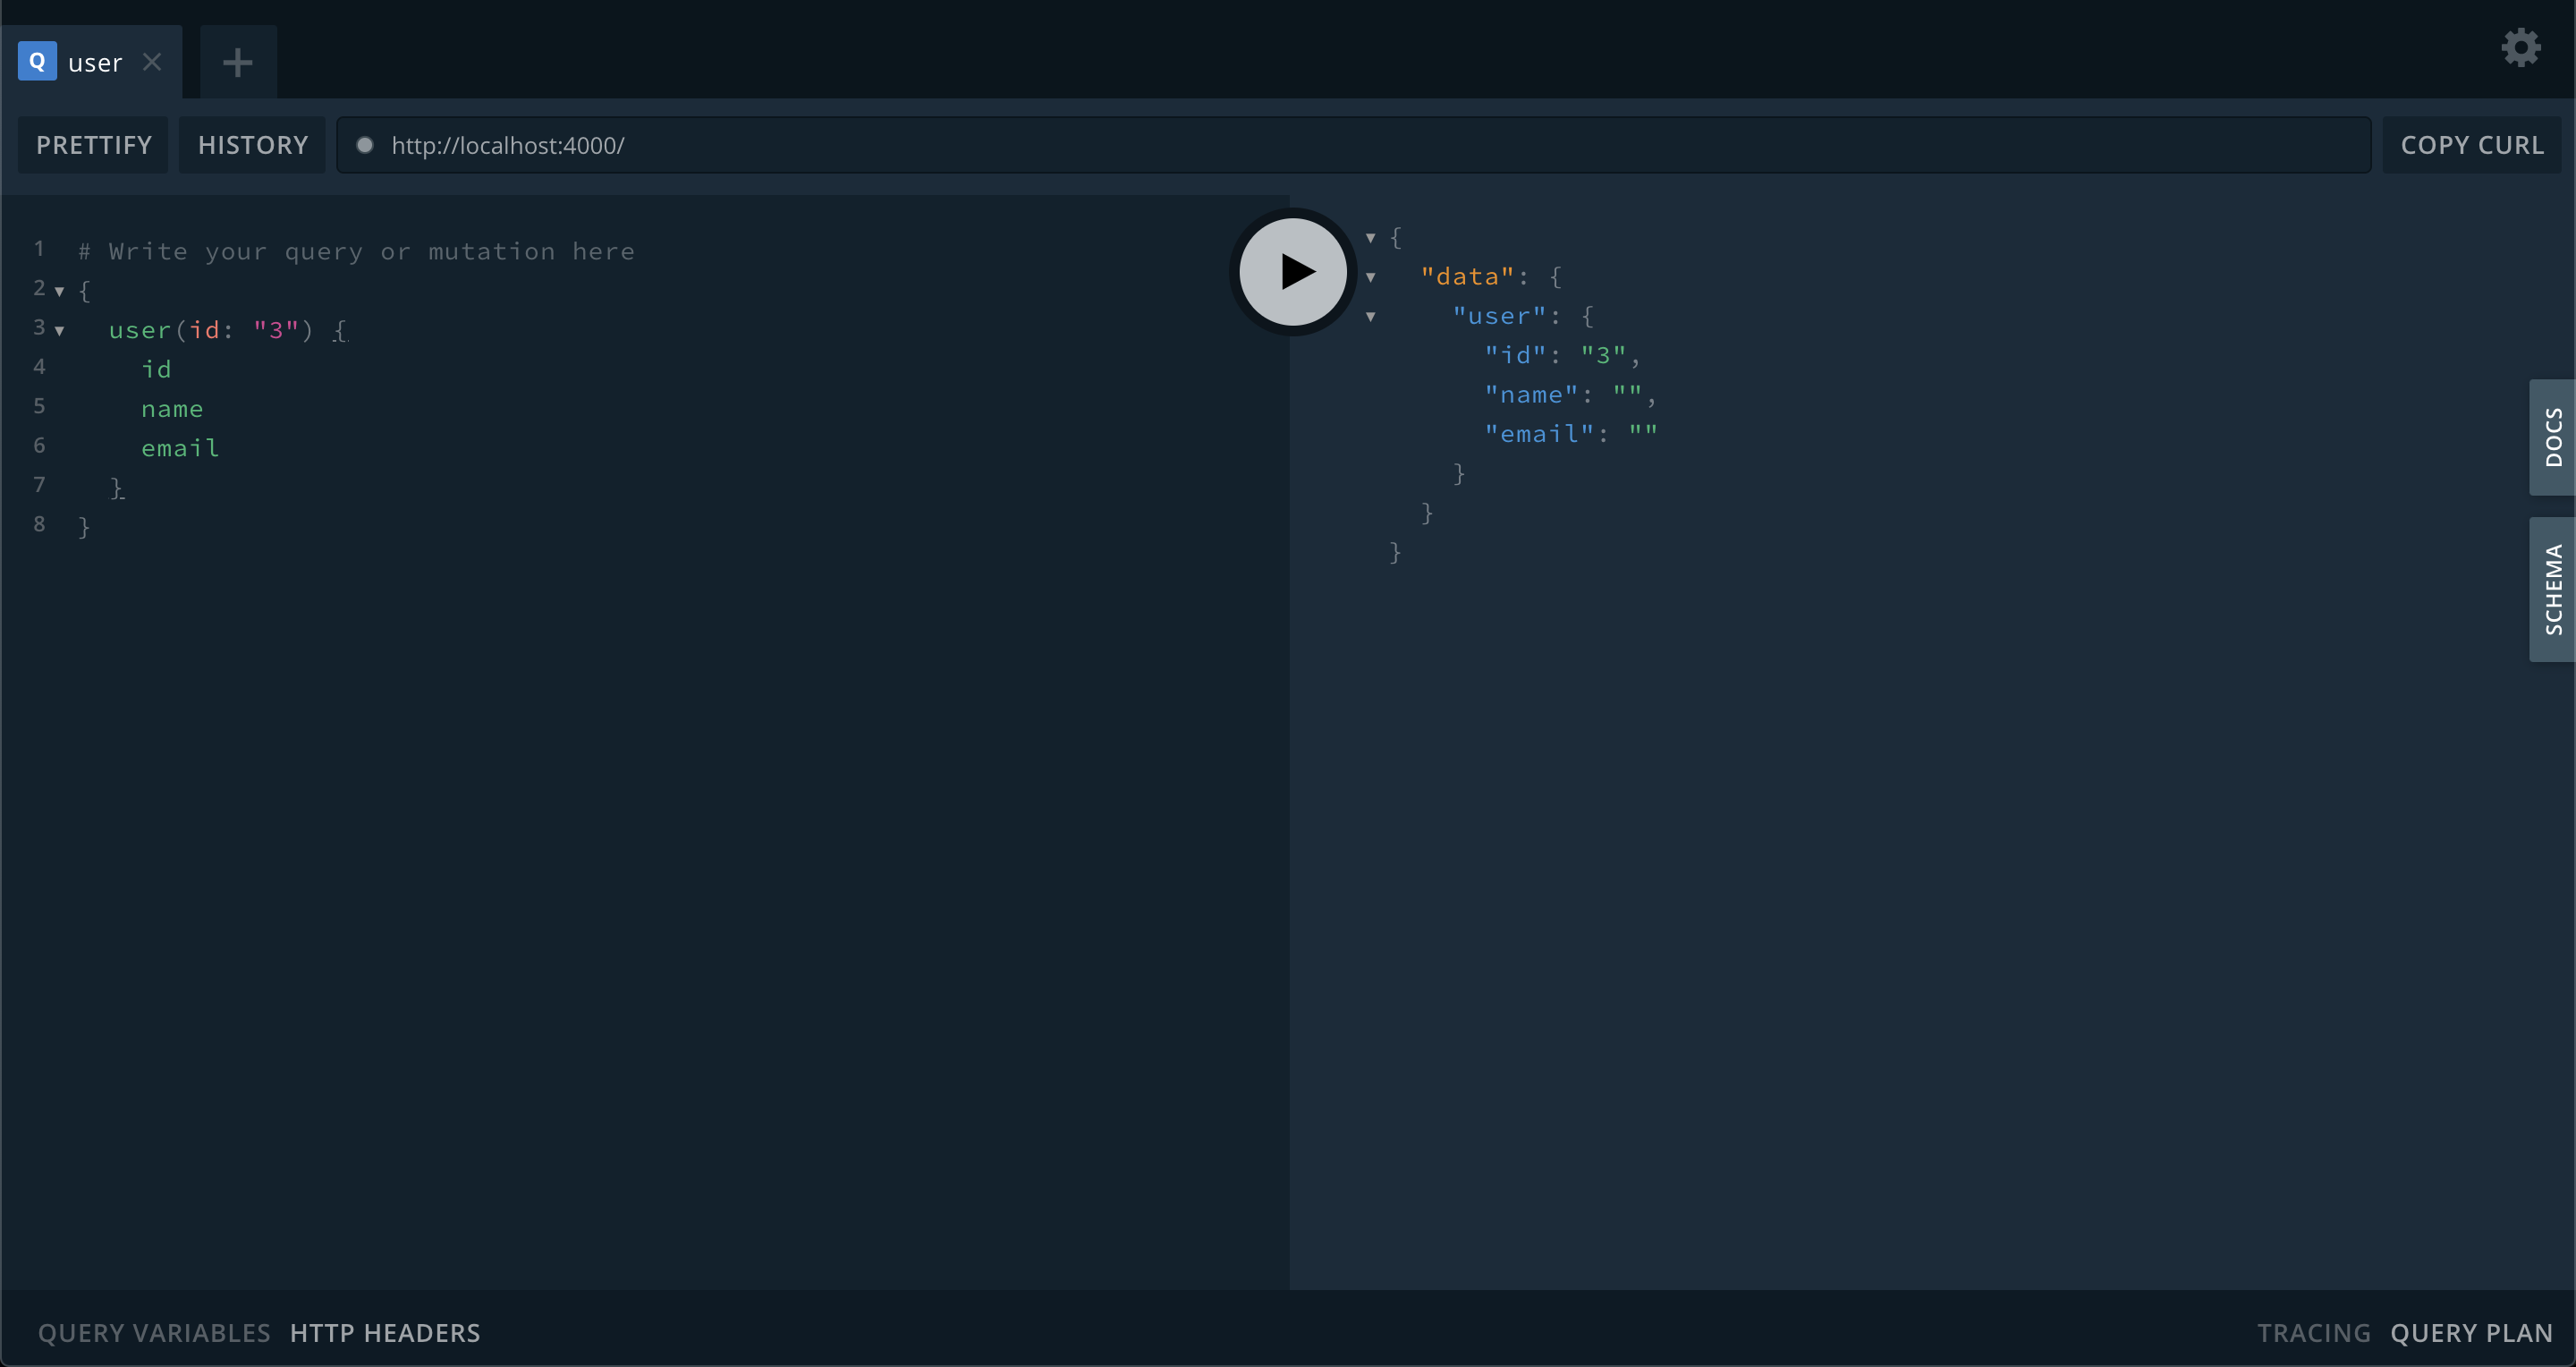 Q user
PRETTIFY HISTORY http://localhost:4000/ COPY CURL
1 # Write your query or mutation here
2 {
3 user(id: "3") {
4 id
5 name
6 email
7 }
8 }
{
"data": {
"user": {
"id": "3",
"name": "",
"email": ""
}
}
}
DOCS
SCHEMA
QUERY VARIABLES HTTP HEADERS
TRACING QUERY PLAN